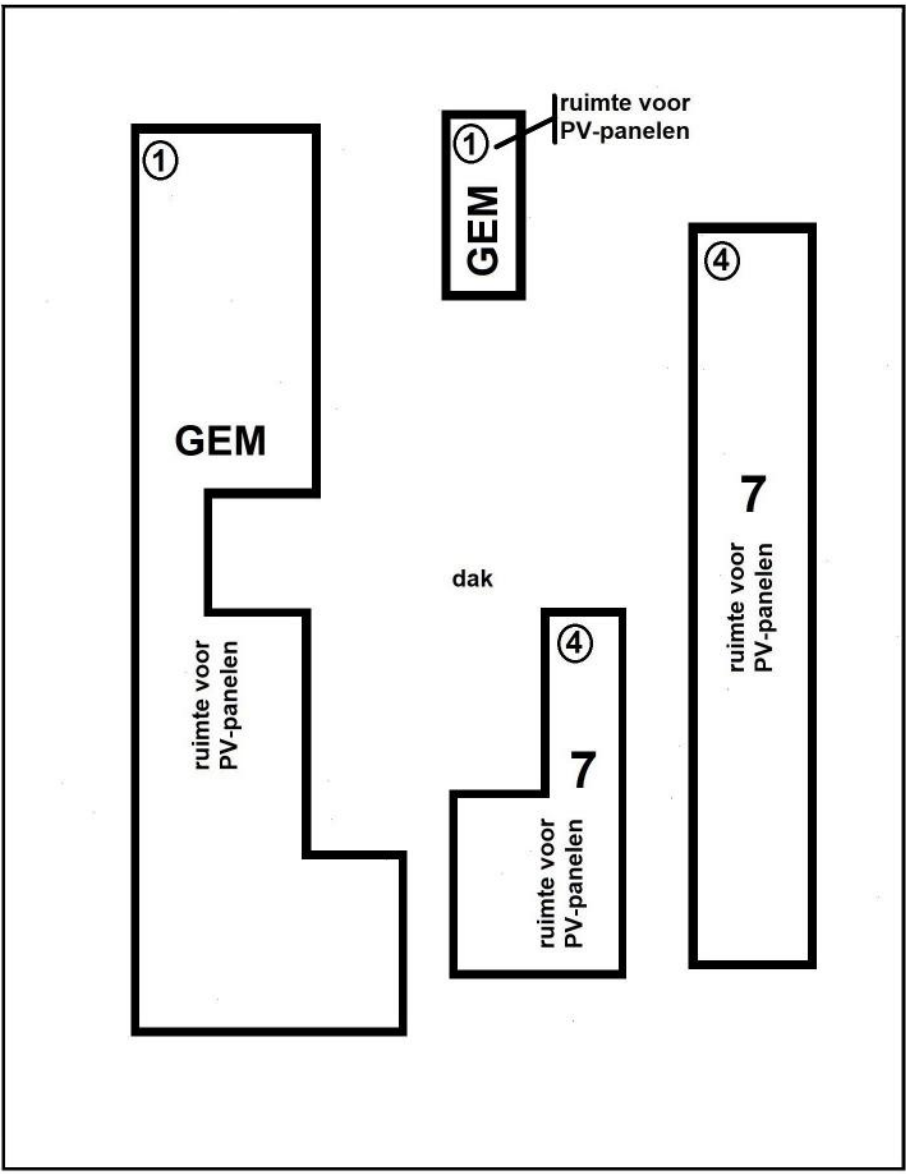 ruimte voor
PV-panelen
①
GEM
①
GEM
ruimte voor
PV-panelen
④
7
ruimte voor
PV-panelen
dak
④
7
ruimte voor
PV-panelen